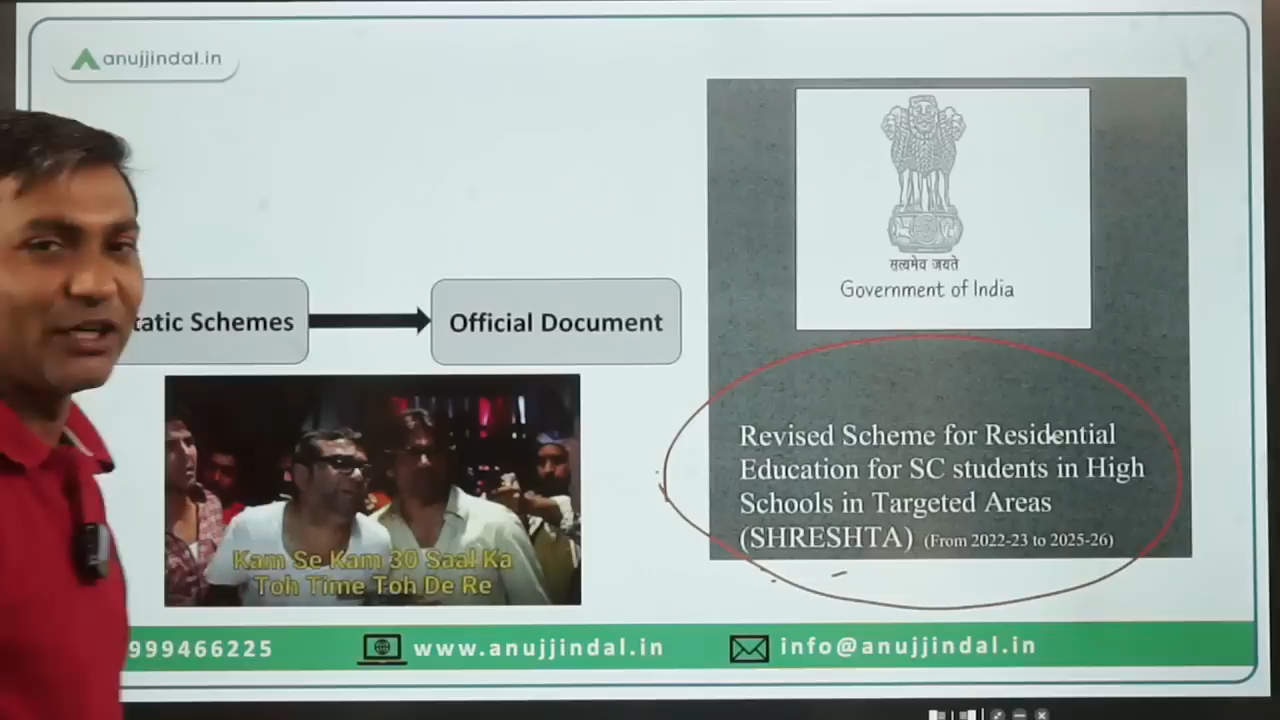 anujjindal.in
सत्यमेव जयते
Government of India
Schemes
Official Document
Revised Scheme for Residential
Education for SC students in High
Schools in Targeted Areas
(SHRESHTA) (From 2022-23 to 2025-26)
Kam Se Kam 30 Saal Ka
Toh Time Toh De Re
999466225
www.anujjindal.in
info@anujjindal.in